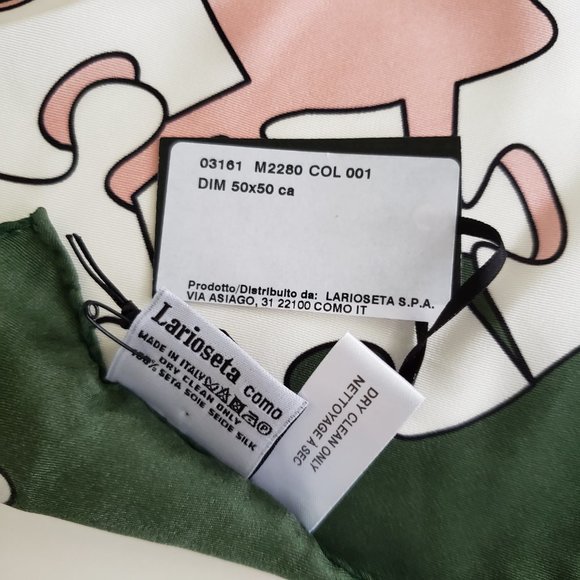 03161 M2280 COL 001
DIM 50x50 ca
Prodotto/Distribuito da: LARIOSETA S.P.A.
VIA ASIAGO, 31 22100 COMO IT
Larioseta como
MADE IN ITALY
DRY CLEAN ONLY
100% SETA SOIE SEIDE SILK
DRY CLEAN ONLY
NETTOYAGE À SEC